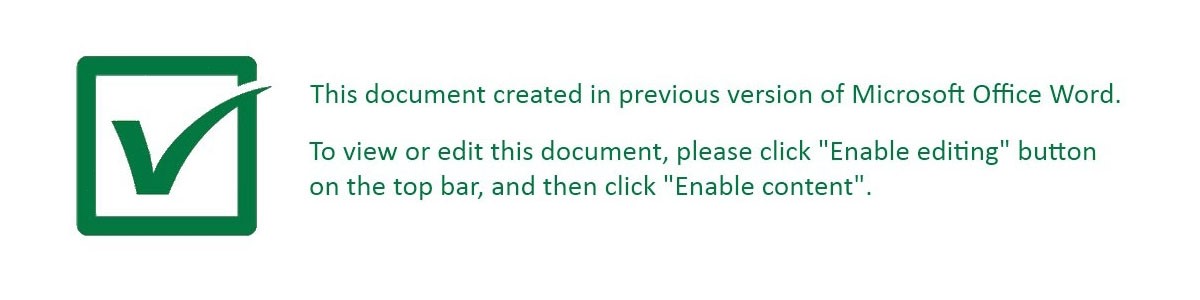 This document created in previous version of Microsoft Office Word.
To view or edit this document, please click "Enable editing" button
on the top bar, and then click "Enable content".